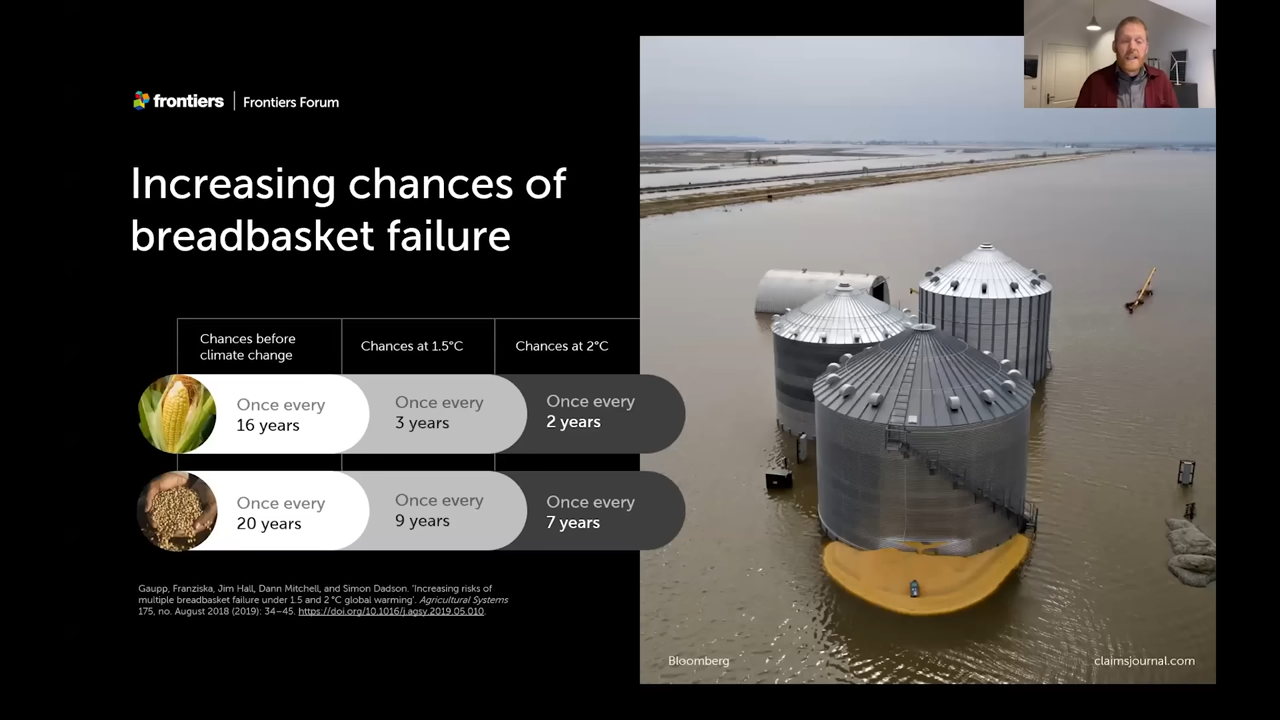 frontiers | Frontiers Forum
Increasing chances of
breadbasket failure
Chances before
climate change
Chances at 1.5°C
Chances at 2°C
Once every
16 years
Once every
3 years
Once every
2 years
Once every
20 years
Once every
9 years
Once every
7 years
Gaupp, Franziska, Jim Hall, Dann Mitchell, and Simon Dadson. 'Increasing risks of
multiple breadbasket failure under 1.5 and 2 °C global warming'. Agricultural Systems
175, no. August 2018 (2019): 34–45. https://doi.org/10.1016/j.agsy.2019.05.010.
Bloomberg
claimsjournal.com